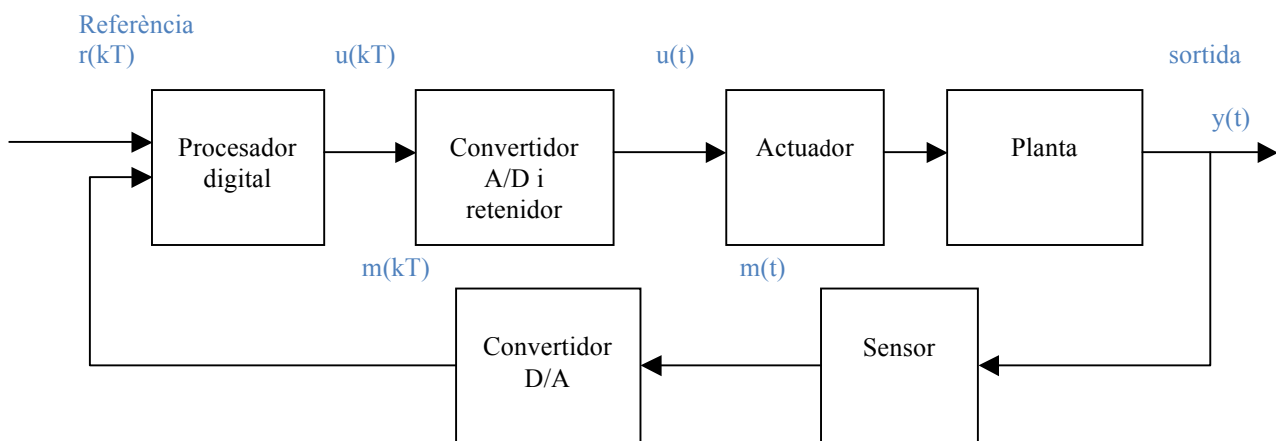 Referència
r(kT)
u(kT)
u(t)
sortida
y(t)
Procesador
digital
Convertidor
A/D i
retenidor
Actuador
Planta
m(kT)
m(t)
Convertidor
D/A
Sensor